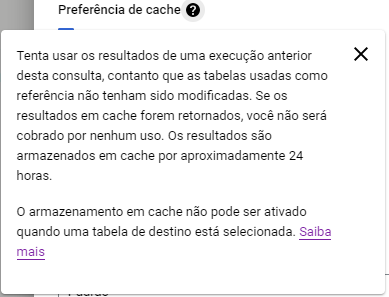 Preferência de cache ?
Tenta usar os resultados de uma execução anterior
desta consulta, contanto que as tabelas usadas como
referência não tenham sido modificadas. Se os
resultados em cache forem retornados, você não será
cobrado por nenhum uso. Os resultados são
armazenados em cache por aproximadamente 24
horas.
O armazenamento em cache não pode ser ativado
quando uma tabela de destino está selecionada. Saiba
mais
Padrão